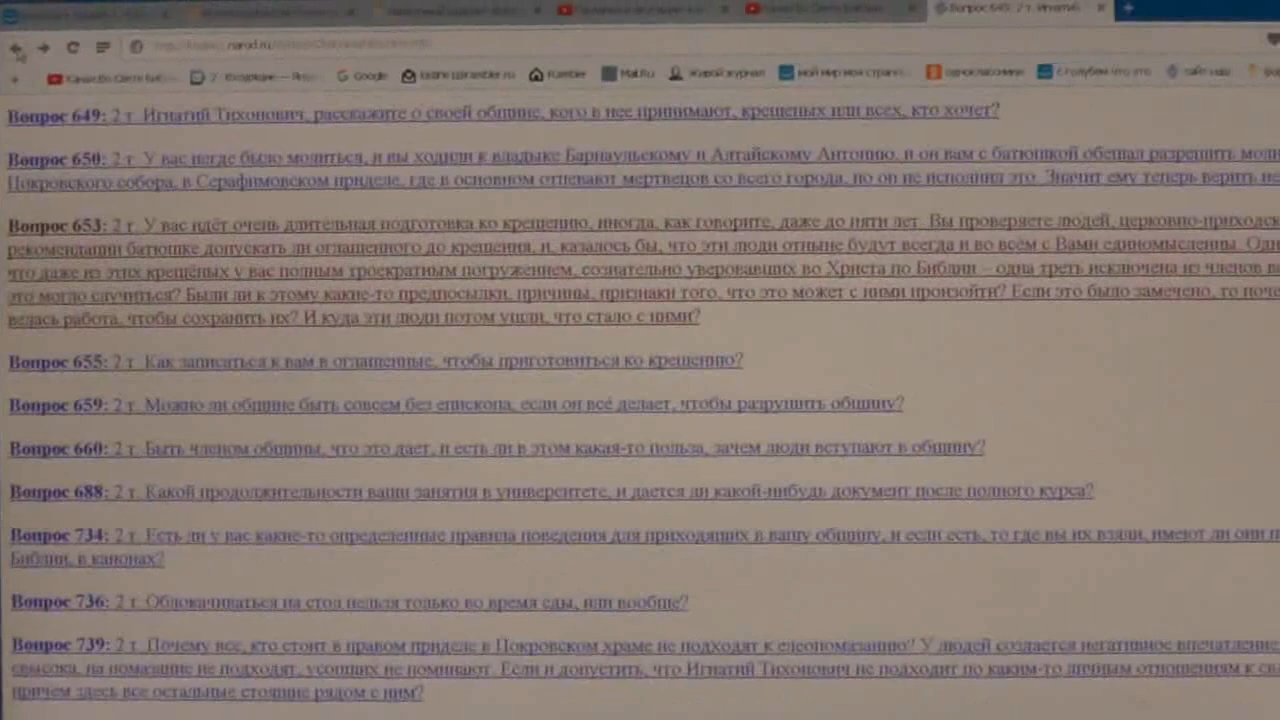 Вопрос 649: 2 т. Игнатий
narod.ru
Google
Rambler
Mail.Ru
Живой журнал
одноклассники
Вопрос 649: 2 т. Игнатий Тихонович, расскажите о своей общине, кого в нее принимают, крещеных или всех, кто хочет?
Вопрос 650: 2 т. У вас негде было молиться, и вы ходили к владыке Барнаульскому и Алтайскому Антонию, и он вам с батюшкой обещал разрешить
Покровского собора, в Серафимовском приделе, где в основном отпевают мертвецов со всего города, но он не исполнил это. Значит ему теперь верить
Вопрос 653: 2 т. У вас идёт очень длительная подготовка ко крещению, иногда, как говорите, даже до пяти лет. Вы проверяете людей,
рекомендации батюшке допускать ли оглашенного до крещения, и, казалось бы, что эти люди отныне будут всегда и во всём с Вами единомысленны.
что даже из этих крещёных у вас полным троекратным погружением, сознательно уверовавших во Христа по Библии – одна треть исключена из членов
это могло случиться? Были ли к этому какие-то предпосылки, причины, признаки того, что это может с ними произойти? Если это было замечено, то
велась работа, чтобы сохранить их? И куда эти люди потом ушли, что стало с ними?
Вопрос 655: 2 т. Как записаться к вам в оглашенные, чтобы приготовиться ко крещению?
Вопрос 659: 2 т. Можно ли общине быть совсем без епископа, если он всё делает, чтобы разрушить общину?
Вопрос 660: 2 т. Быть членом общины, что это дает, и есть ли в этом какая-то польза, зачем люди вступают в общину?
Вопрос 688: 2 т. Какой продолжительности ваши занятия в университете, и дается ли какой-нибудь документ после полного курса?
Вопрос 734: 2 т. Есть ли у вас какие-то определенные правила поведения для приходящих в вашу общину, и если есть, то где вы их взяли, имеют ли они
Библии, в канонах?
Вопрос 736: 2 т. Облокачиваться на стол нельзя только во время еды, или вообще?
Вопрос 739: 2 т. Почему все, кто стоит в правом приделе в Покровском храме не подходят к елеопомазанию? У людей создается негативное впечатление
свысока, на помазание не подходят, усопших не поминают. Если и допустить, что Игнатий Тихонович не подходит по каким-то личным отношениям к
причем здесь все остальные стоящие рядом с ним?